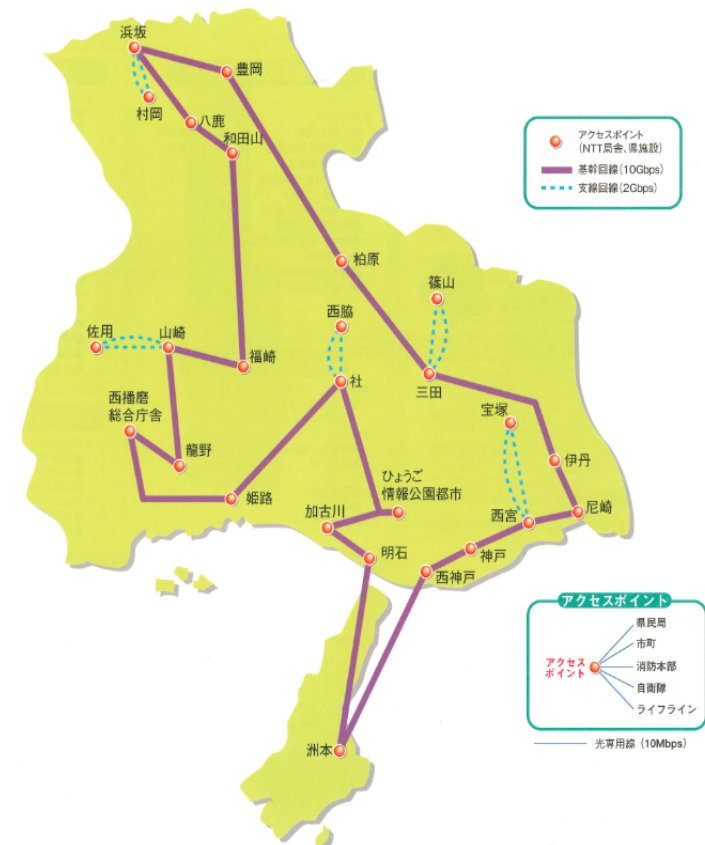 浜坂
豊岡
村岡
八鹿
和田山
アクセスポイント
(NTT局舎、県施設)
基幹回線(10Gbps)
支線回線(2Gbps)
柏原
篠山
西脇
佐用
山崎
福崎
社
三田
西播磨
総合庁舎
宝塚
龍野
伊丹
ひょうご
情報公園都市
姫路
加古川
西宮
尼崎
明石
神戸
西神戸
洲本
アクセスポイント
県民局
市町
アクセス
ポイント
消防本部
自衛隊
ライフライン
光専用線(10Mbps)